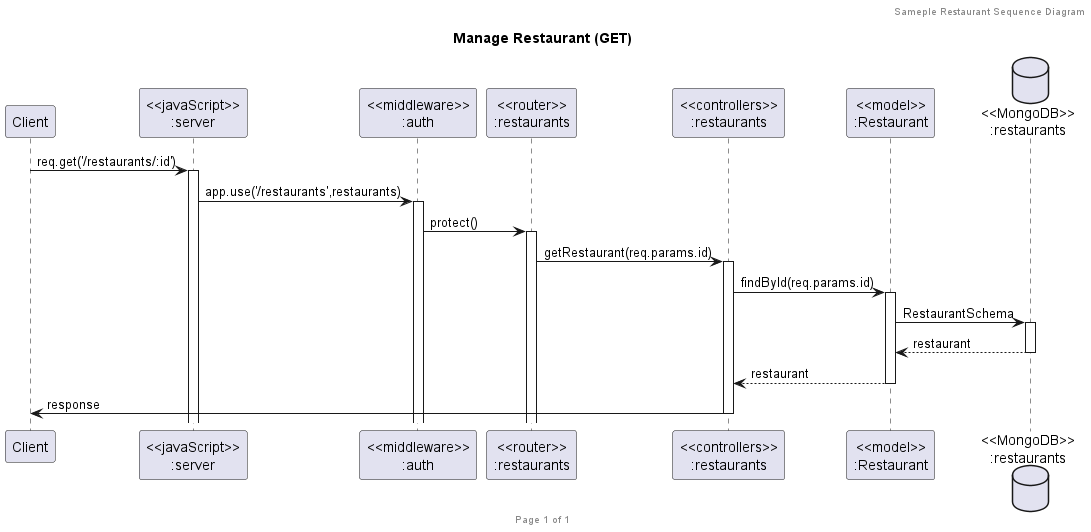 Sameple Restaurant Sequence Diagram
Manage Restaurant (GET)
Client
<<javaScript>>
:server
<<middleware>>
:auth
<<router>>
:restaurants
<<controllers>>
:restaurants
<<model>>
:Restaurant
<<MongoDB>>
:restaurants
req.get('/restaurants/:id')
app.use('/restaurants',restaurants)
protect()
getRestaurant(req.params.id)
findById(req.params.id)
RestaurantSchema
restaurant
restaurant
response
Client
<<javaScript>>
:server
<<middleware>>
:auth
<<router>>
:restaurants
<<controllers>>
:restaurants
<<model>>
:Restaurant
<<MongoDB>>
:restaurants
Page 1 of 1